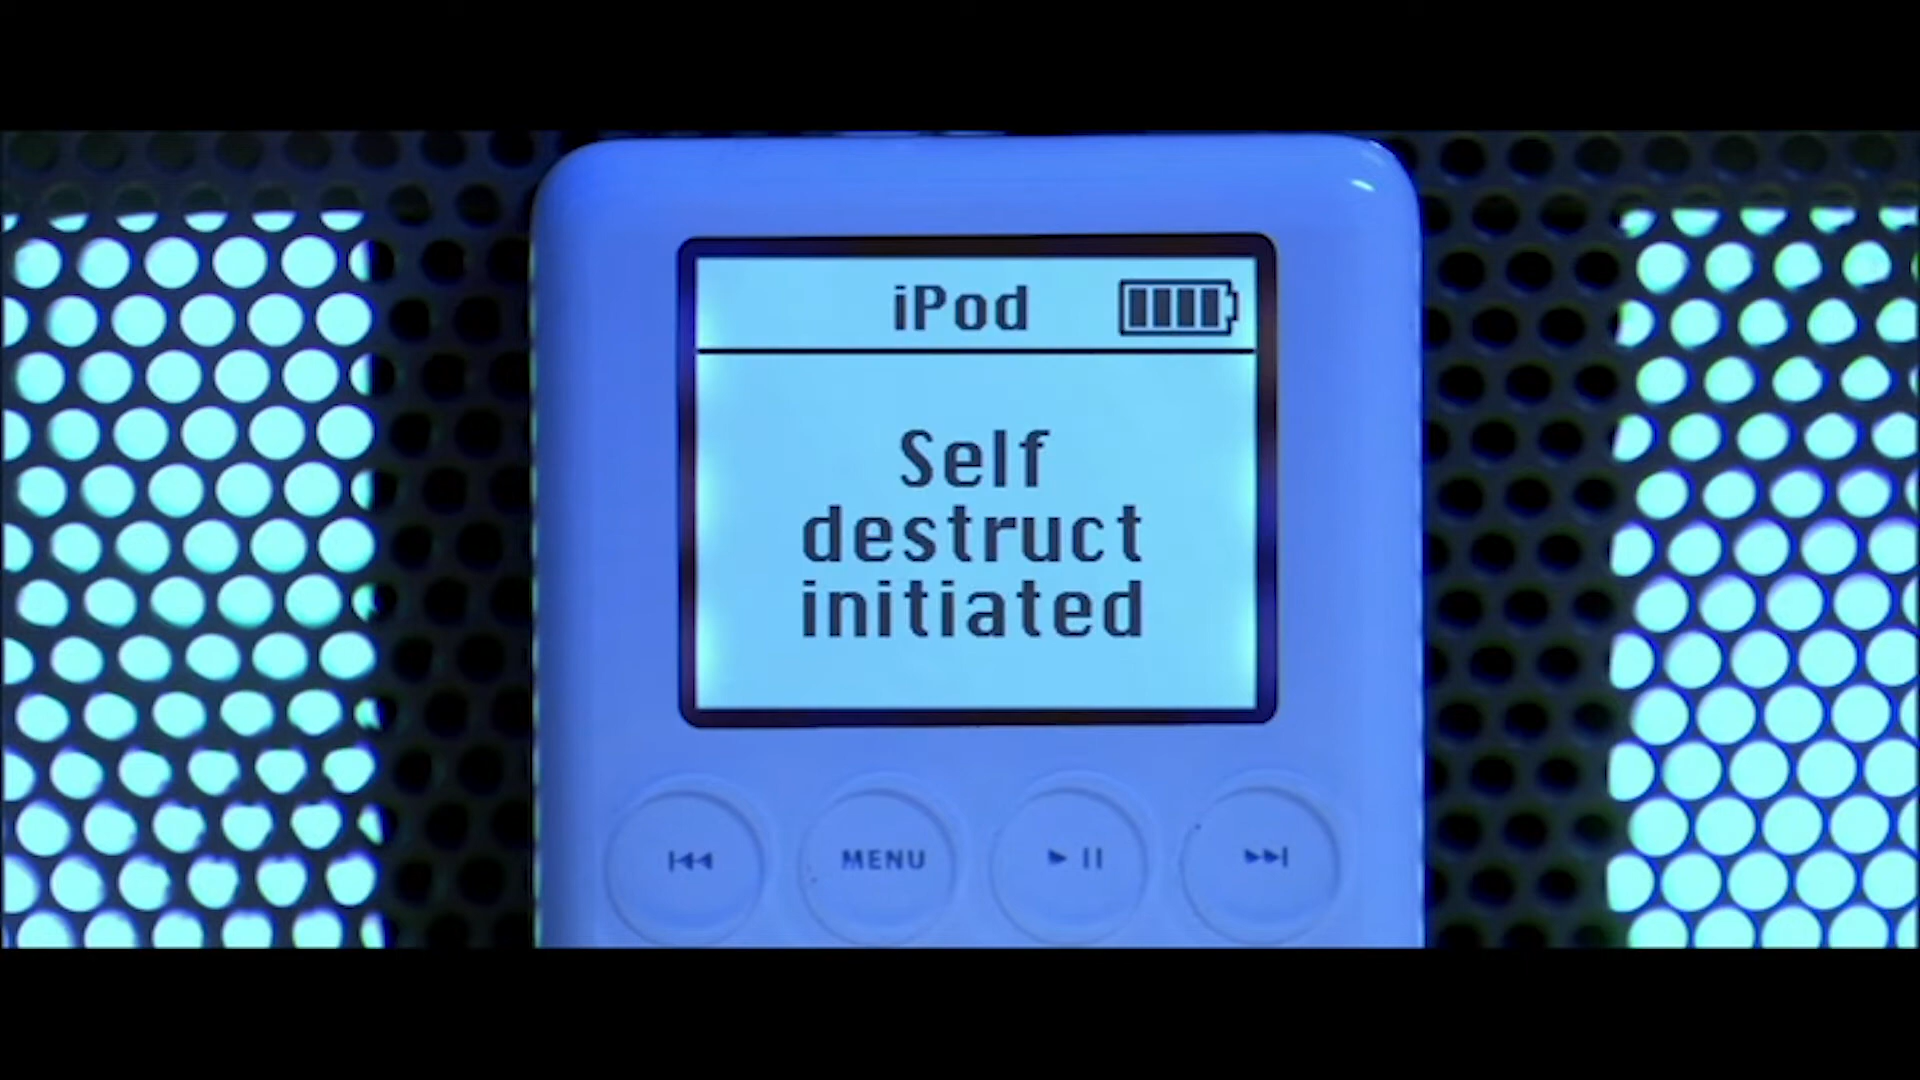 iPod
Self
destruct
initiated
MENU